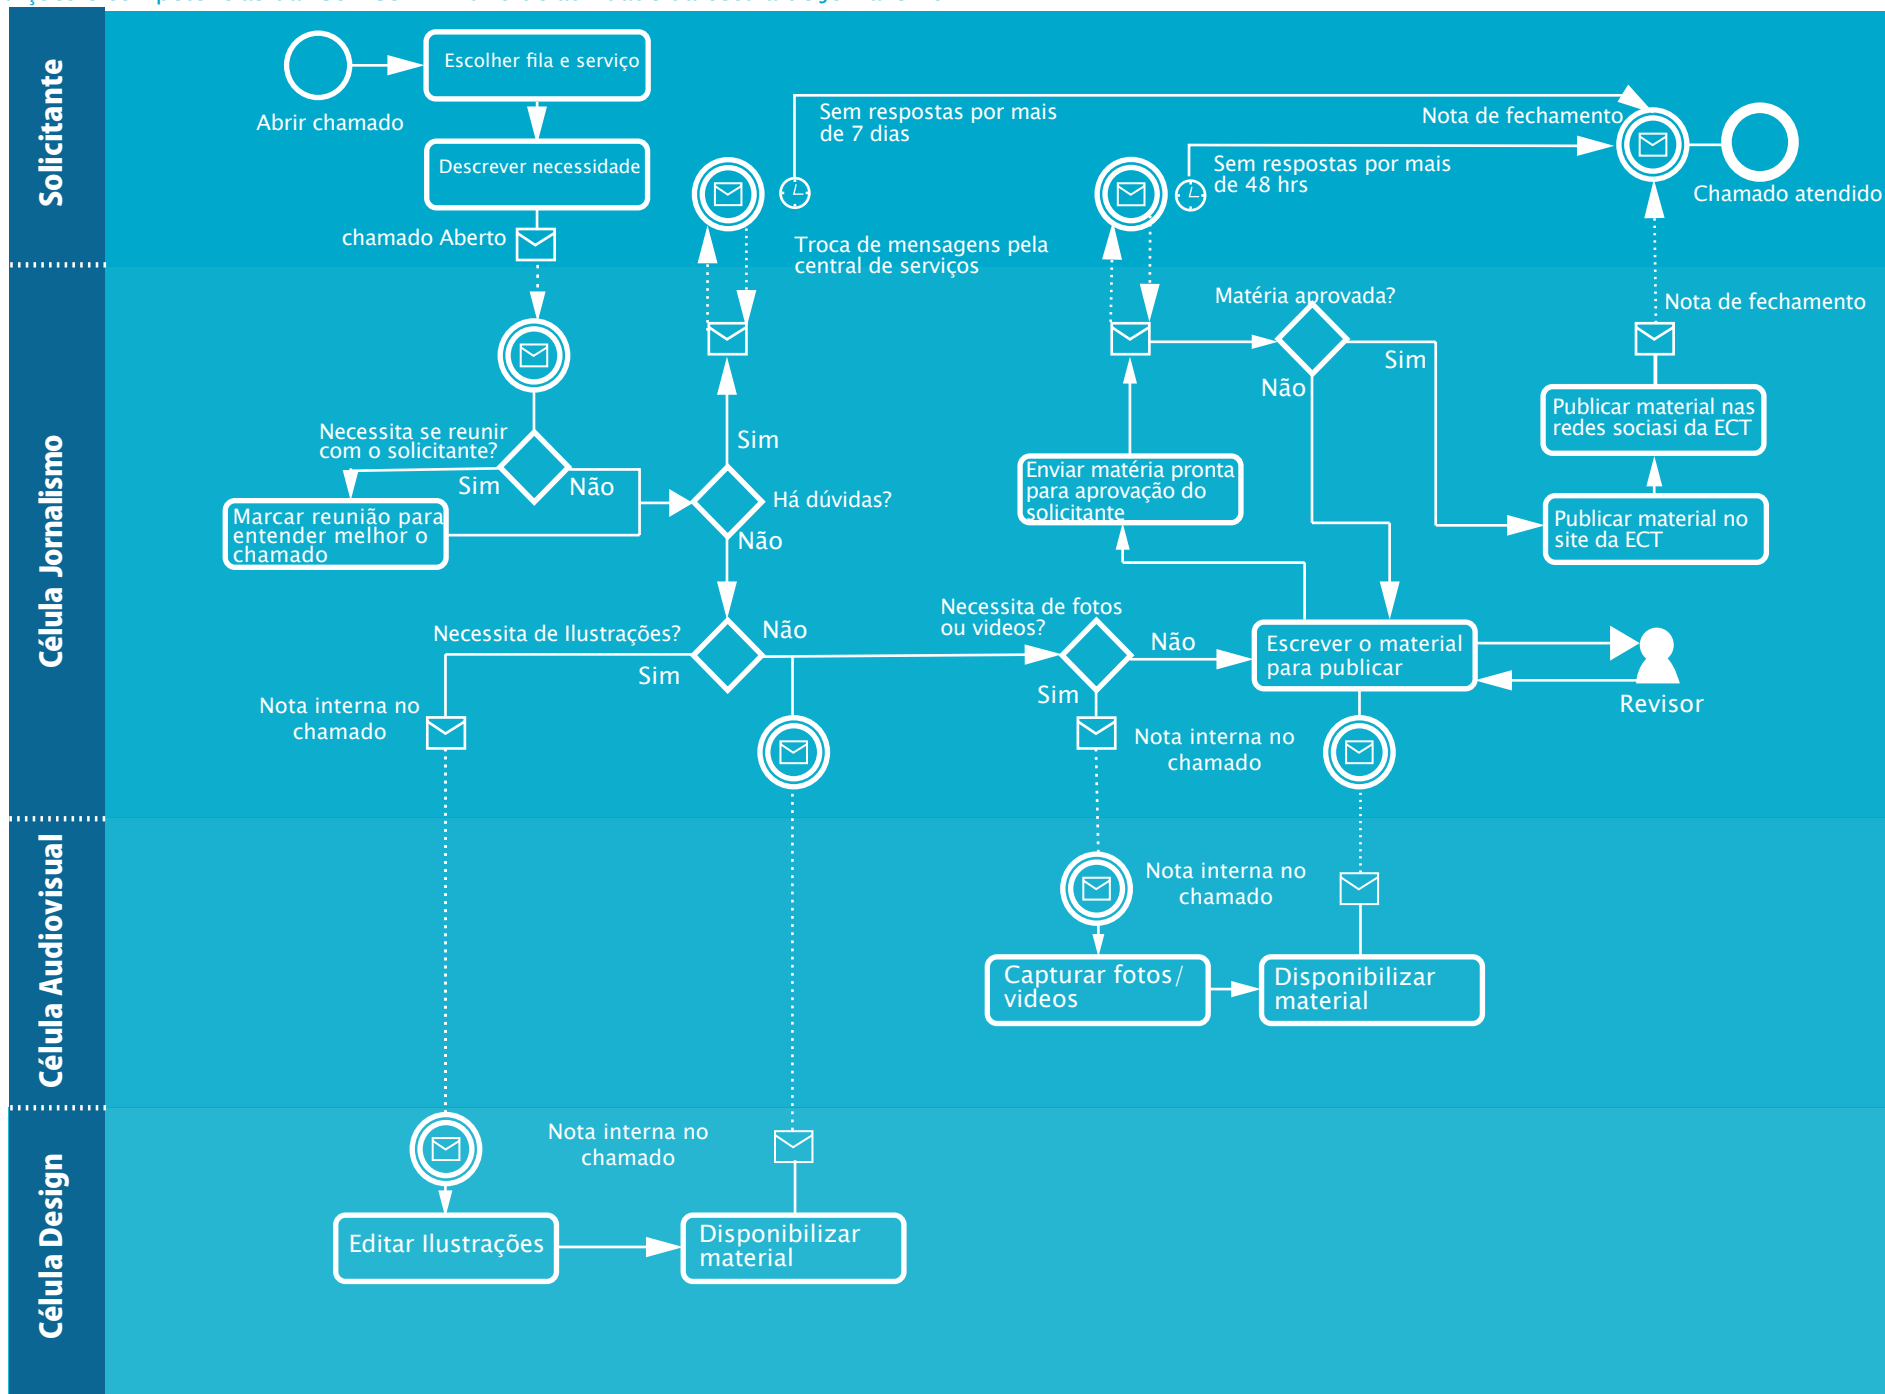 Solicitante
Abrir chamado
Escolher fila e serviço
Descrever necessidade
chamado Aberto
Sem respostas por mais
de 7 dias
Troca de mensagens pela
central de serviços
Sem respostas por mais
de 48 hrs
Nota de fechamento
Chamado atendido
Célula Jornalismo
Necessita se reunir
com o solicitante?
Sim
Não
Marcar reunião para
entender melhor o
chamado
Sim
Há dúvidas?
Não
Necessita de Ilustrações?
Não
Sim
Nota interna no
chamado
Necessita de fotos
ou videos?
Não
Sim
Nota interna no
chamado
Enviar matéria pronta
para aprovação do
solicitante
Matéria aprovada?
Sim
Não
Escrever o material
para publicar
Revisor
Nota de fechamento
Publicar material nas
redes sociasi da ECT
Publicar material no
site da ECT
Célula Audiovisual
Nota interna no
chamado
Capturar fotos/
videos
Disponibilizar
material
Célula Design
Nota interna no
chamado
Editar Ilustrações
Disponibilizar
material